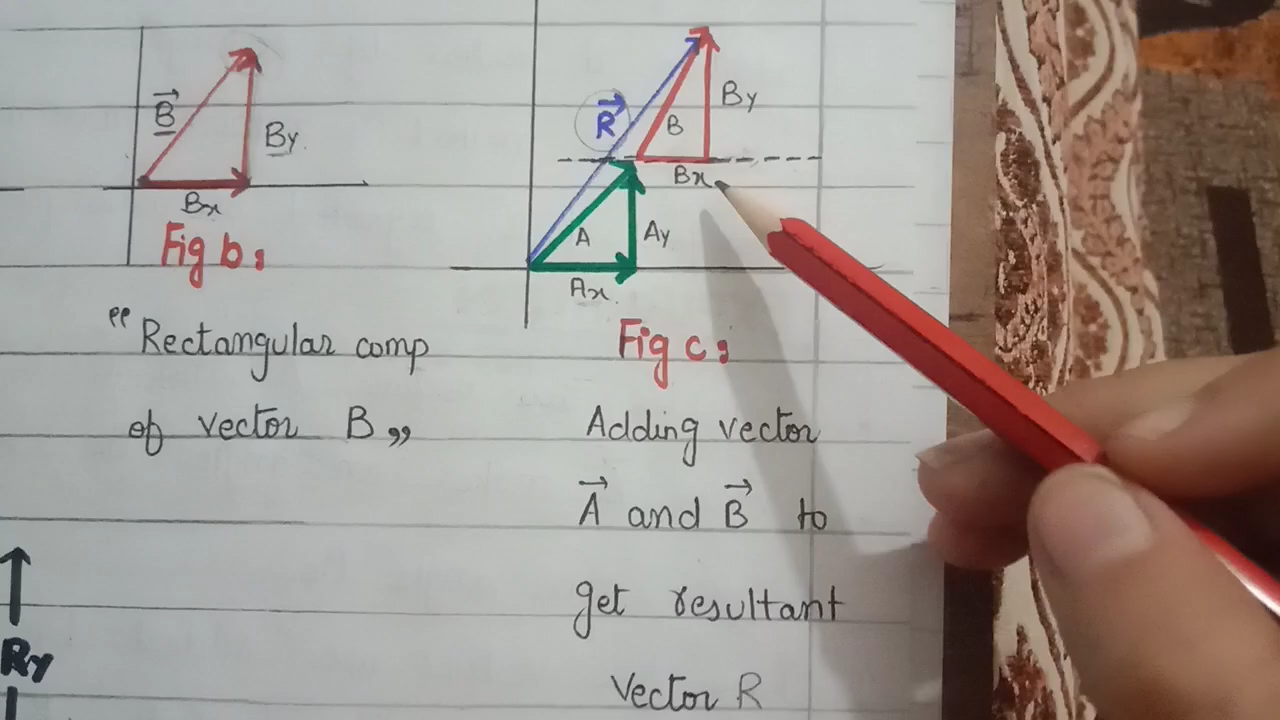 B
By
Bx
Fig b:
"Rectangular comp
of vector B"
R
B
By
Bx
A
Ay
Ax
Fig c:
Adding vector
A and B to
get resultant
Vector R
Ry